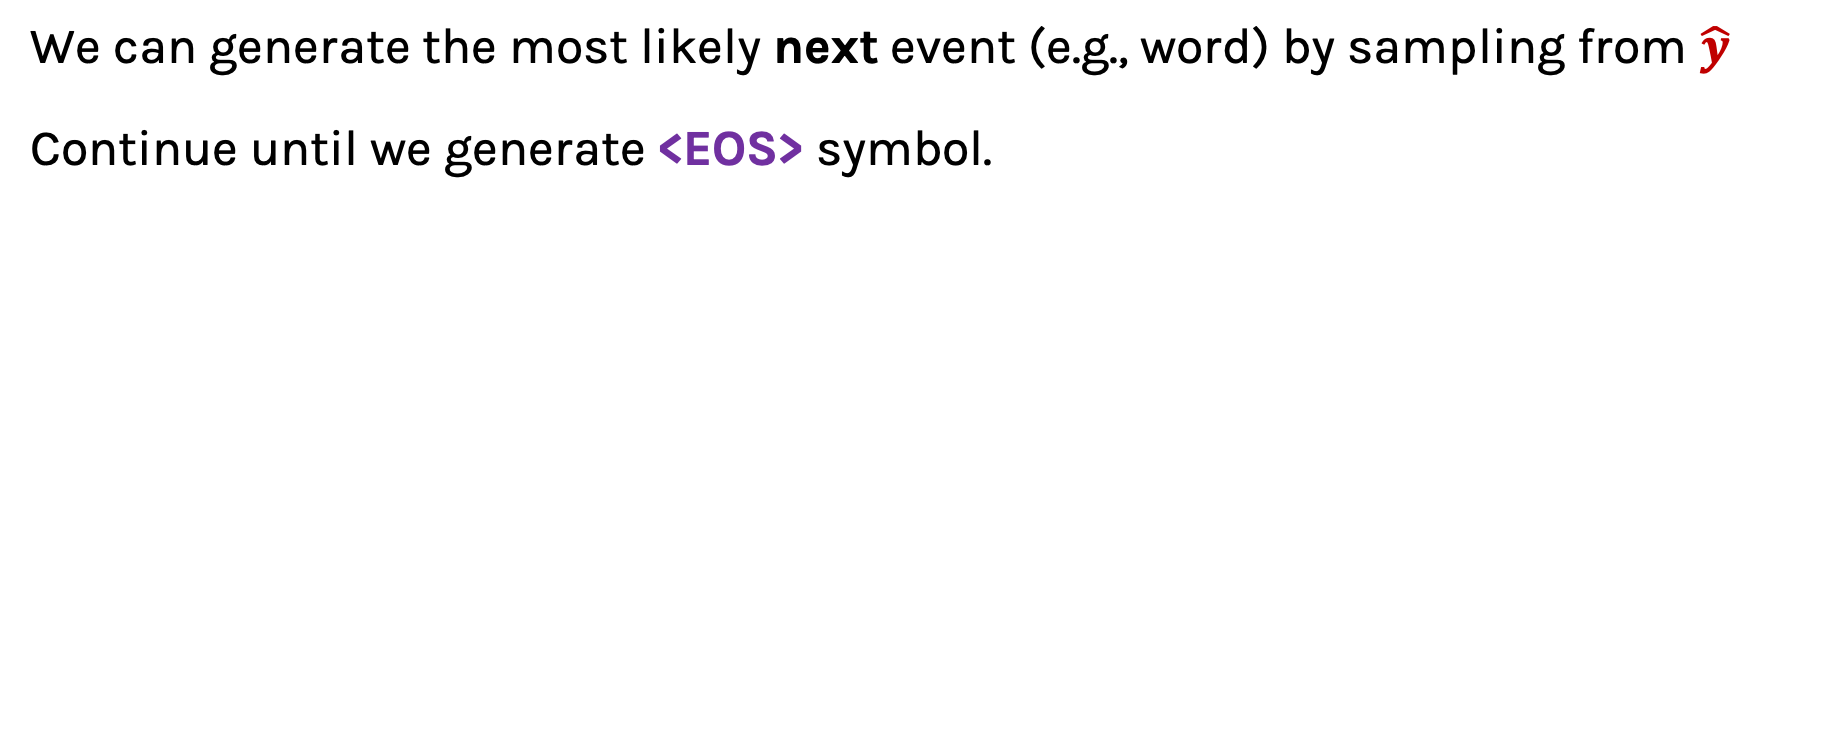 We can generate the most likely next event (e.g., word) by sampling from ŷ
Continue until we generate <EOS> symbol.